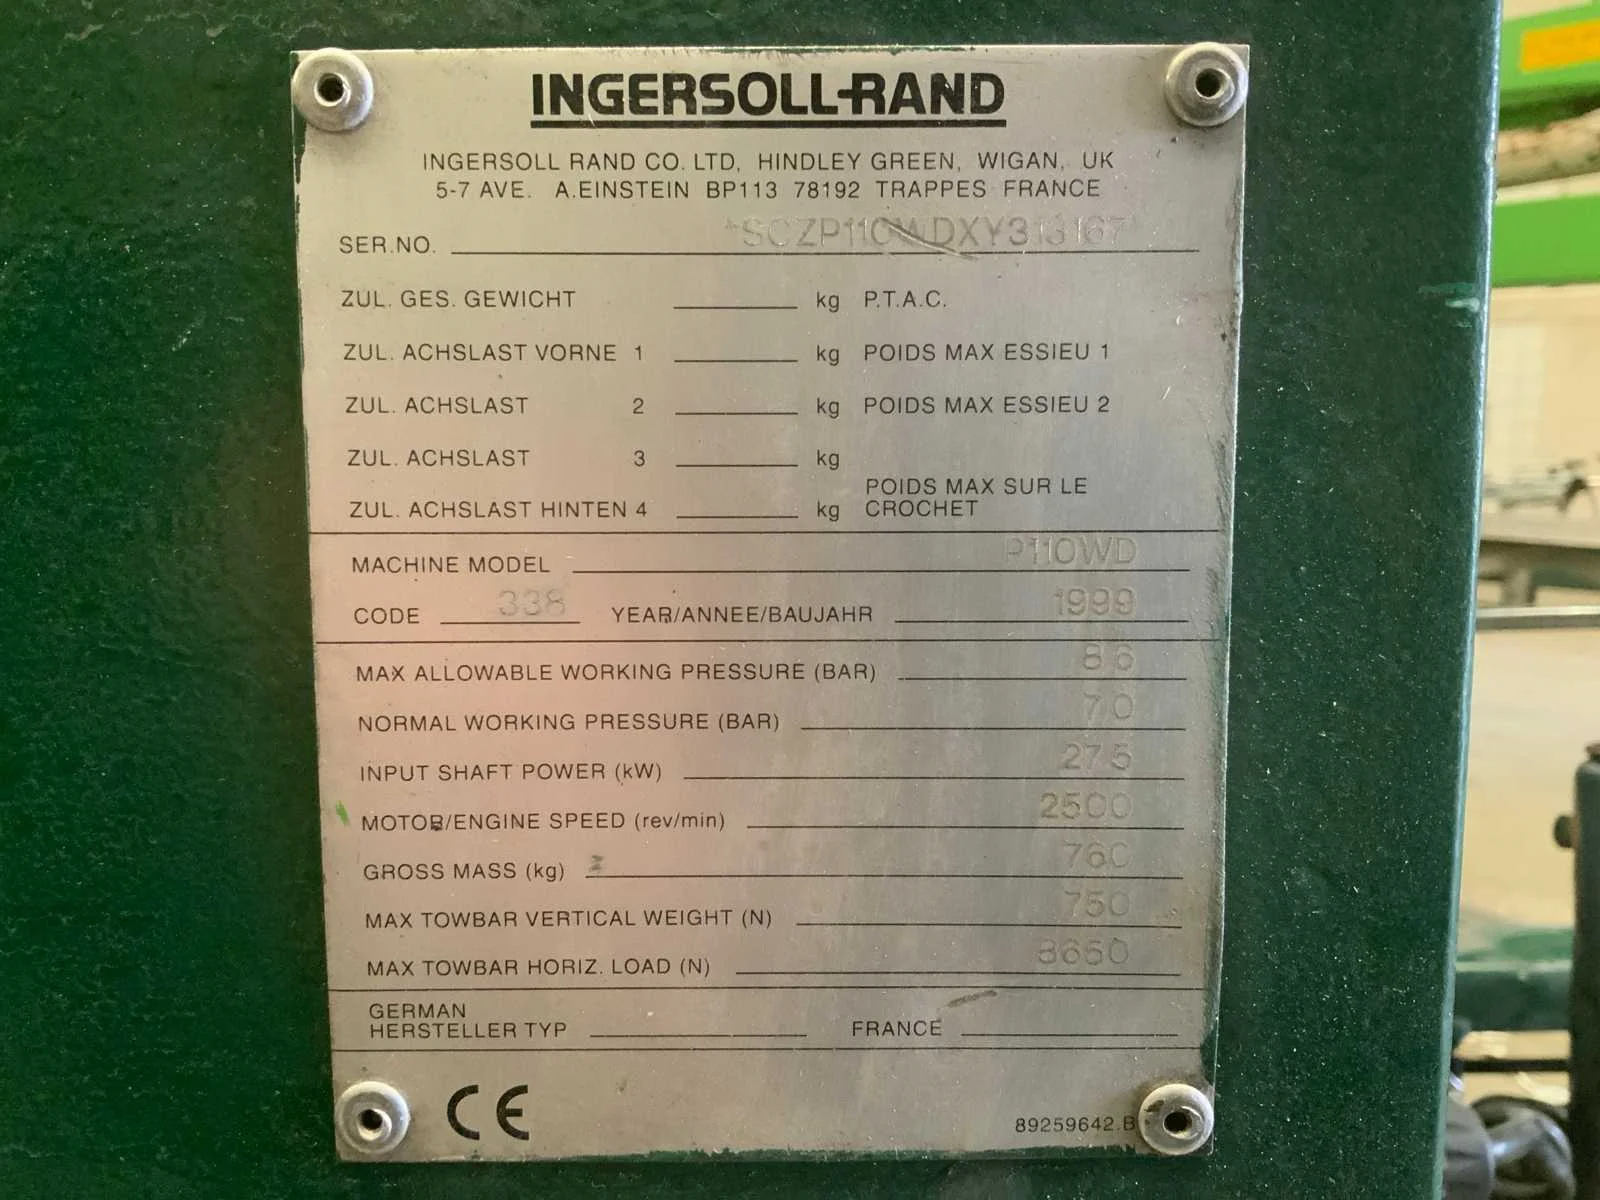 INGERSOLL-RAND
INGERSOLL RAND CO. LTD, HINDLEY GREEN, WIGAN, UK
5-7 AVE. A.EINSTEIN BP113 78192 TRAPPES FRANCE
SER.NO. *SCZP110WDXY313167*
ZUL. GES. GEWICHT kg P.T.A.C.
ZUL. ACHSLAST VORNE 1 kg POIDS MAX ESSIEU 1
ZUL. ACHSLAST 2 kg POIDS MAX ESSIEU 2
ZUL. ACHSLAST 3 kg
POIDS MAX SUR LE
ZUL. ACHSLAST HINTEN 4 kg CROCHET
MACHINE MODEL P110WD
CODE 338 YEAR/ANNEE/BAUJAHR 1999
MAX ALLOWABLE WORKING PRESSURE (BAR) 8 6
NORMAL WORKING PRESSURE (BAR) 7 0
INPUT SHAFT POWER (kW) 27 5
MOTOR/ENGINE SPEED (rev/min) 2500
GROSS MASS (kg) 760
MAX TOWBAR VERTICAL WEIGHT (N) 750
MAX TOWBAR HORIZ. LOAD (N) 8650
GERMAN
HERSTELLER TYP FRANCE
CE 89259642.B